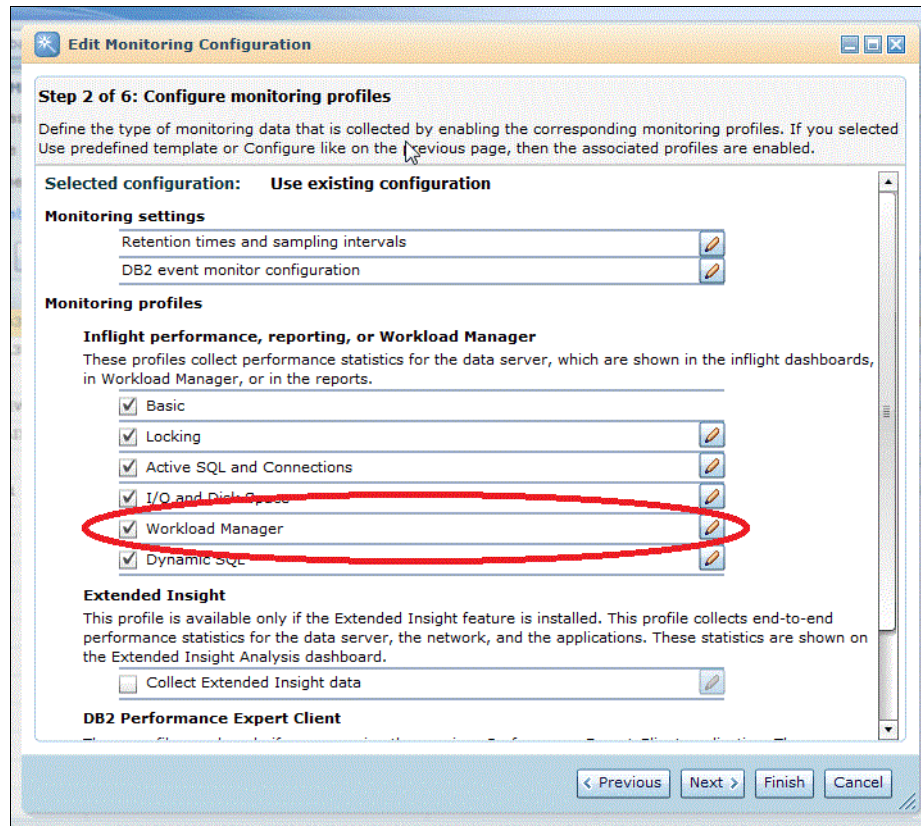 Edit Monitoring Configuration
Step 2 of 6: Configure monitoring profiles
Define the type of monitoring data that is collected by enabling the corresponding monitoring profiles. If you selected
Use predefined template or Configure like on the previous page, then the associated profiles are enabled.
Selected configuration: Use existing configuration
Monitoring settings
Retention times and sampling intervals
DB2 event monitor configuration
Monitoring profiles
Inflight performance, reporting, or Workload Manager
These profiles collect performance statistics for the data server, which are shown in the inflight dashboards,
in Workload Manager, or in the reports.
Basic
Locking
Active SQL and Connections
I/O and Disk Space
Workload Manager
Dynamic SQL
Extended Insight
This profile is available only if the Extended Insight feature is installed. This profile collects end-to-end
performance statistics for the data server, the network, and the applications. These statistics are shown on
the Extended Insight Analysis dashboard.
Collect Extended Insight data
DB2 Performance Expert Client
< Previous
Next >
Finish
Cancel